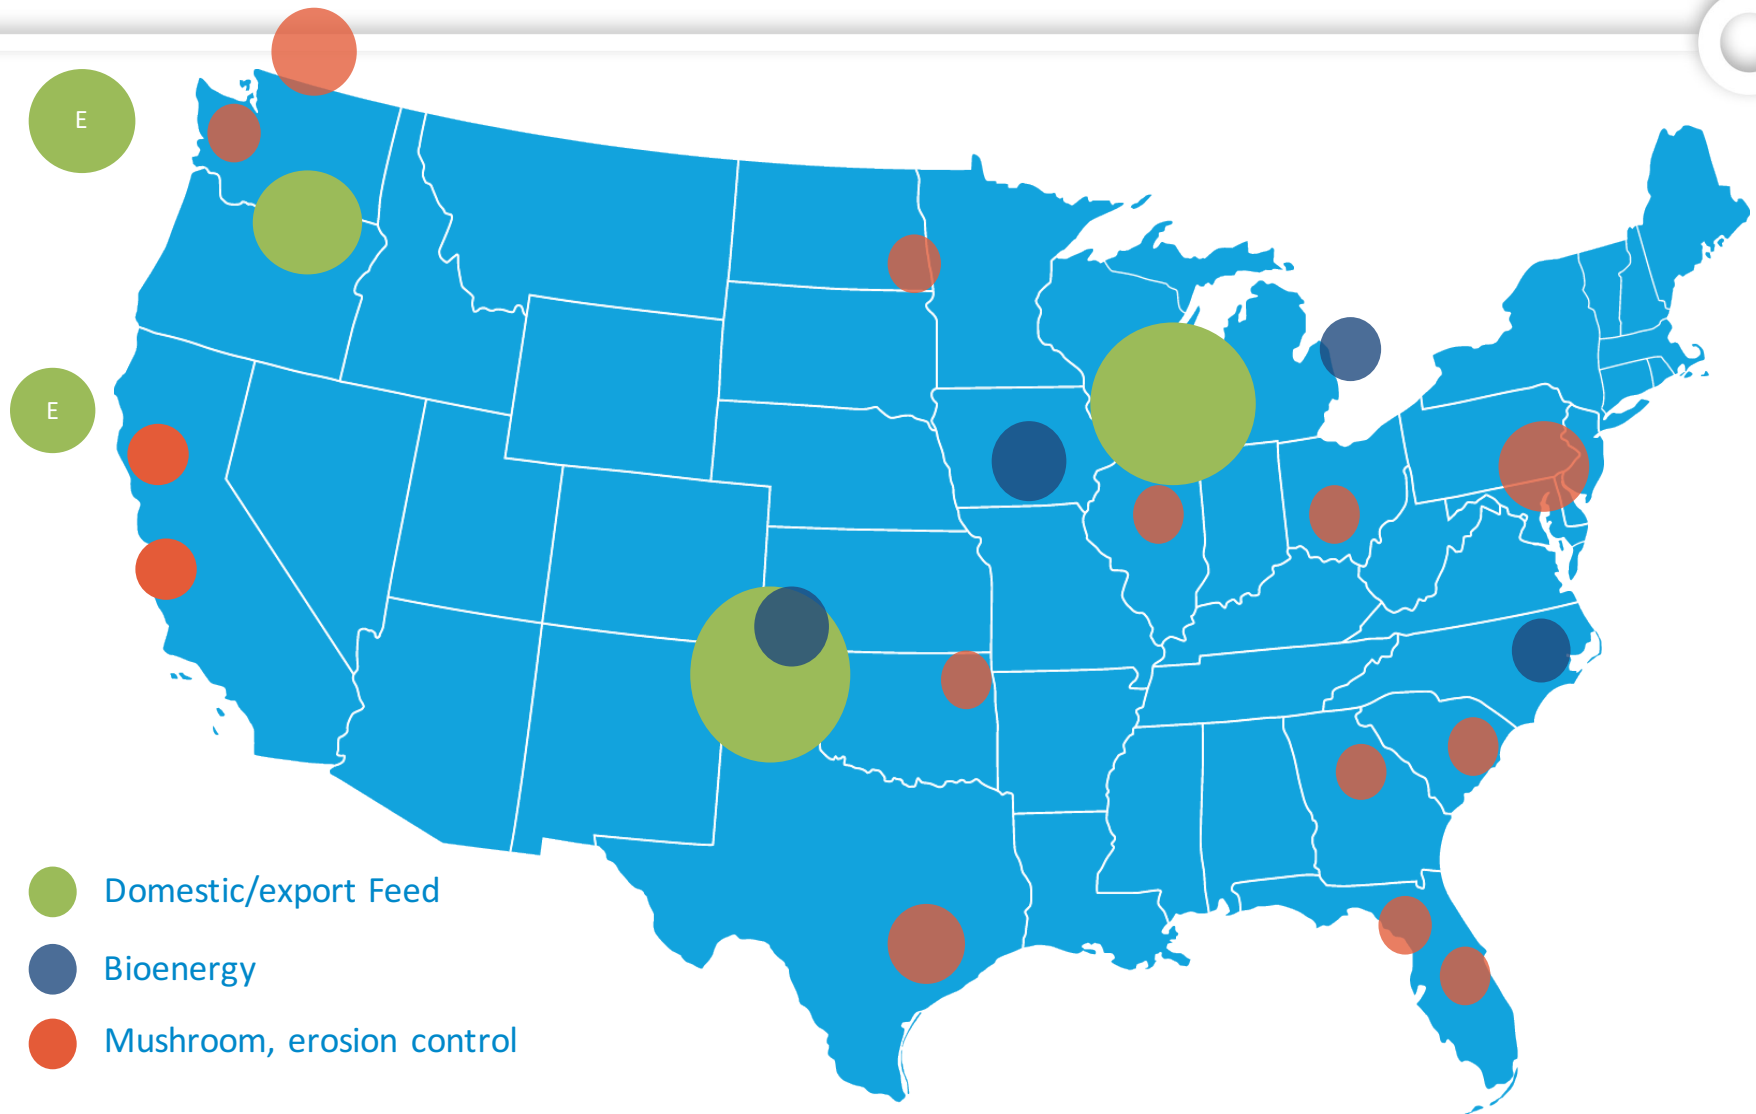 E
E
Domestic/export Feed
Bioenergy
Mushroom, erosion control